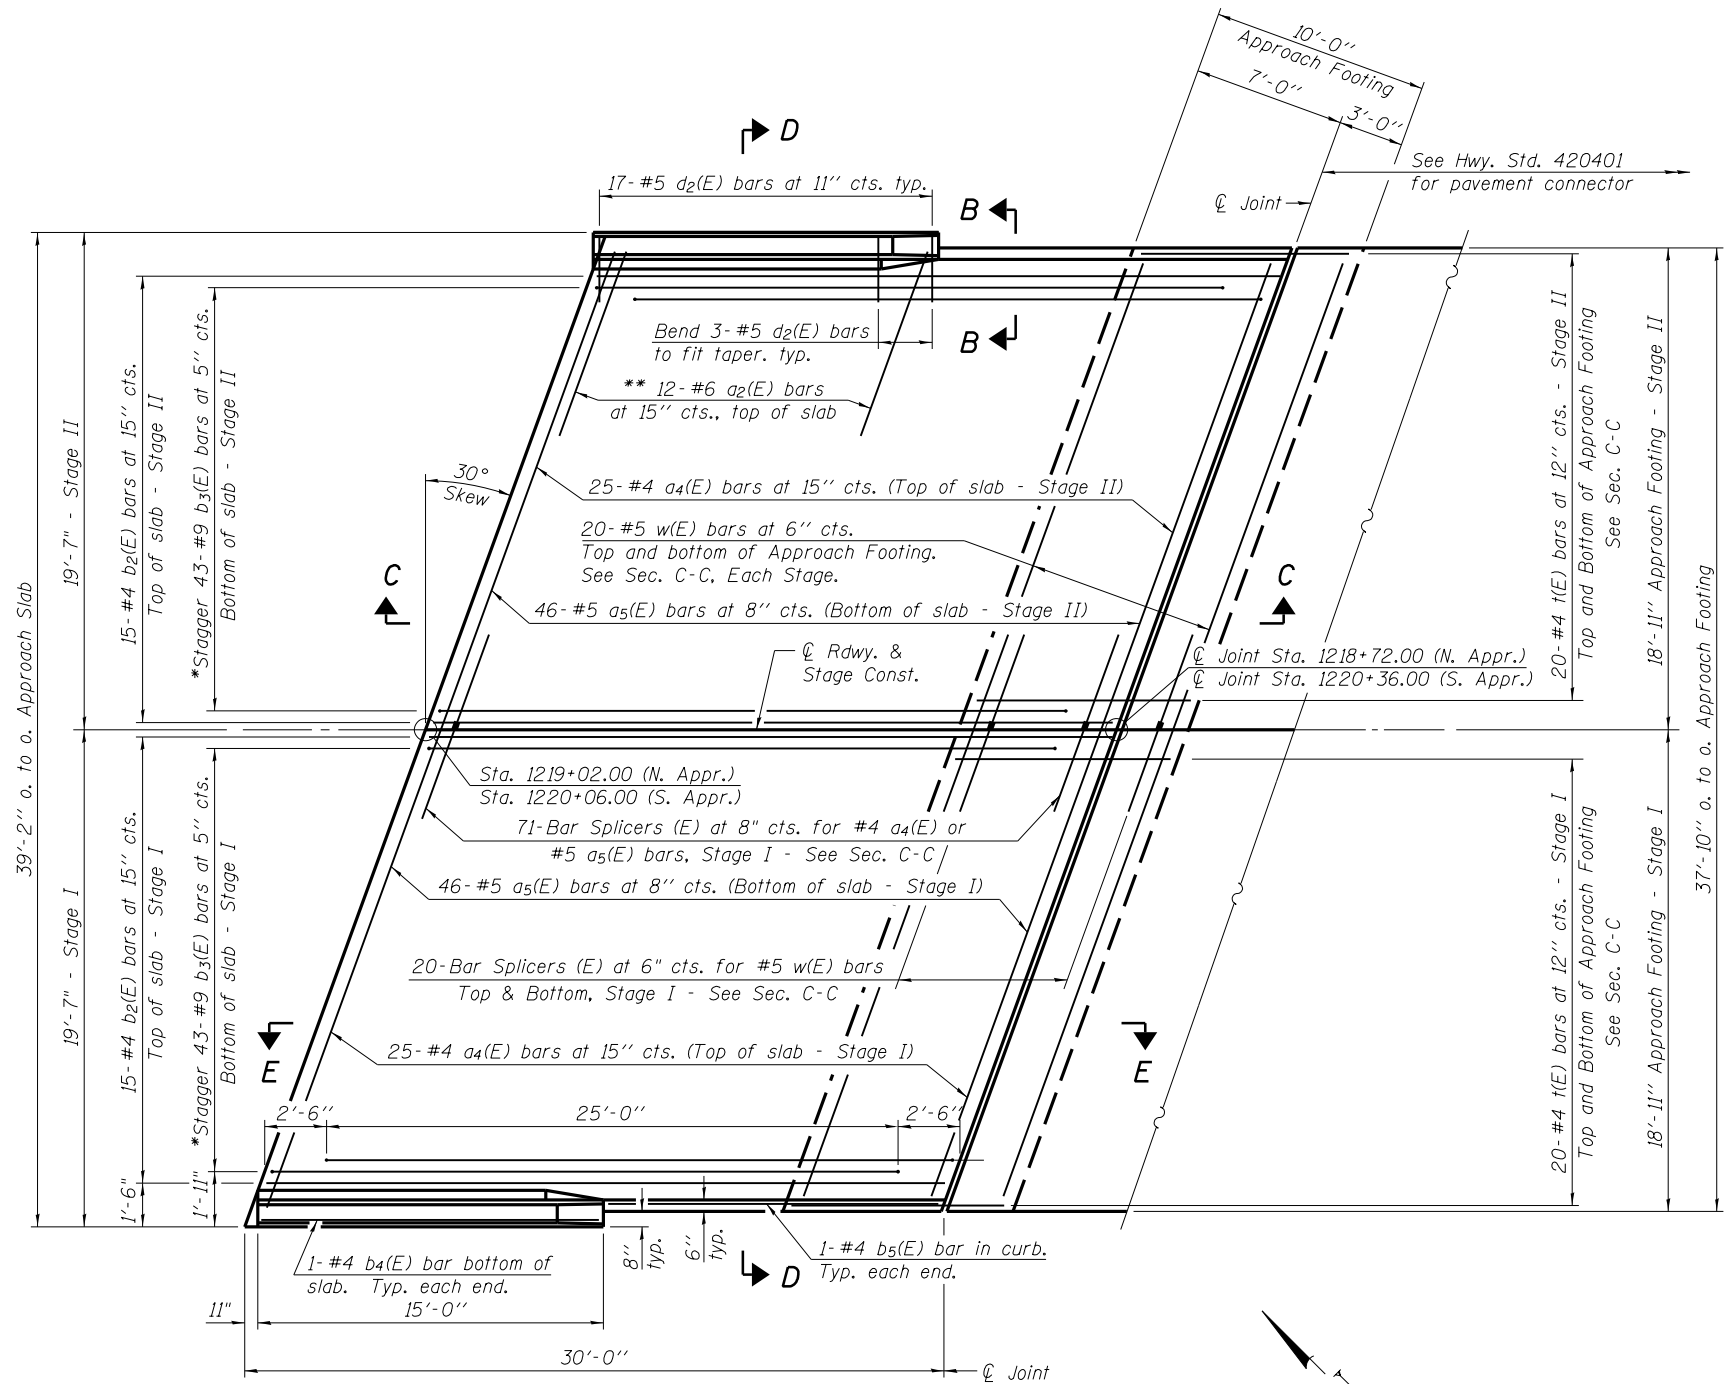 10'-0''
Approach Footing
7'-0''
3'-0''
See Hwy. Std. 420401
for pavement connector
℄ Joint
D
17-#5 d2(E) bars at 11'' cts. typ.
B
B
Bend 3-#5 d2(E) bars
to fit taper. typ.
** 12-#6 a2(E) bars
at 15'' cts., top of slab
30°
Skew
25-#4 a4(E) bars at 15'' cts. (Top of slab - Stage II)
20-#5 w(E) bars at 6'' cts.
Top and bottom of Approach Footing.
See Sec. C-C, Each Stage.
C
C
46-#5 a5(E) bars at 8'' cts. (Bottom of slab - Stage II)
℄ Rdwy. &
Stage Const.
℄ Joint Sta. 1218+72.00 (N. Appr.)
℄ Joint Sta. 1220+36.00 (S. Appr.)
Sta. 1219+02.00 (N. Appr.)
Sta. 1220+06.00 (S. Appr.)
71-Bar Splicers (E) at 8" cts. for #4 a4(E) or
#5 a5(E) bars, Stage I - See Sec. C-C
46-#5 a5(E) bars at 8'' cts. (Bottom of slab - Stage I)
20-Bar Splicers (E) at 6" cts. for #5 w(E) bars
Top & Bottom, Stage I - See Sec. C-C
E
E
25-#4 a4(E) bars at 15'' cts. (Top of slab - Stage I)
2'-6''
25'-0''
2'-6''
1-#4 b4(E) bar bottom of
slab. Typ. each end.
8''
typ.
6''
typ.
D
1-#4 b5(E) bar in curb.
Typ. each end.
11"
15'-0''
30'-0''
℄ Joint
39'-2'' o. to o. Approach Slab
19'-7" - Stage II
19'-7" - Stage I
15-#4 b2(E) bars at 15'' cts.
Top of slab - Stage II
*Stagger 43-#9 b3(E) bars at 5'' cts.
Bottom of slab - Stage II
15-#4 b2(E) bars at 15'' cts.
Top of slab - Stage I
*Stagger 43-#9 b3(E) bars at 5'' cts.
Bottom of slab - Stage I
1'-6"
1'-11"
20-#4 t(E) bars at 12'' cts. - Stage II
Top and Bottom of Approach Footing
See Sec. C-C
18'-11'' Approach Footing - Stage II
20-#4 t(E) bars at 12'' cts. - Stage I
Top and Bottom of Approach Footing
See Sec. C-C
18'-11'' Approach Footing - Stage I
37'-10'' o. to o. Approach Footing